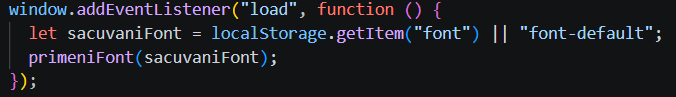 window.addEventListener("load", function () {
  let sacuvaniFont = localStorage.getItem("font") || "font-default";
  primeniFont(sacuvaniFont);
});